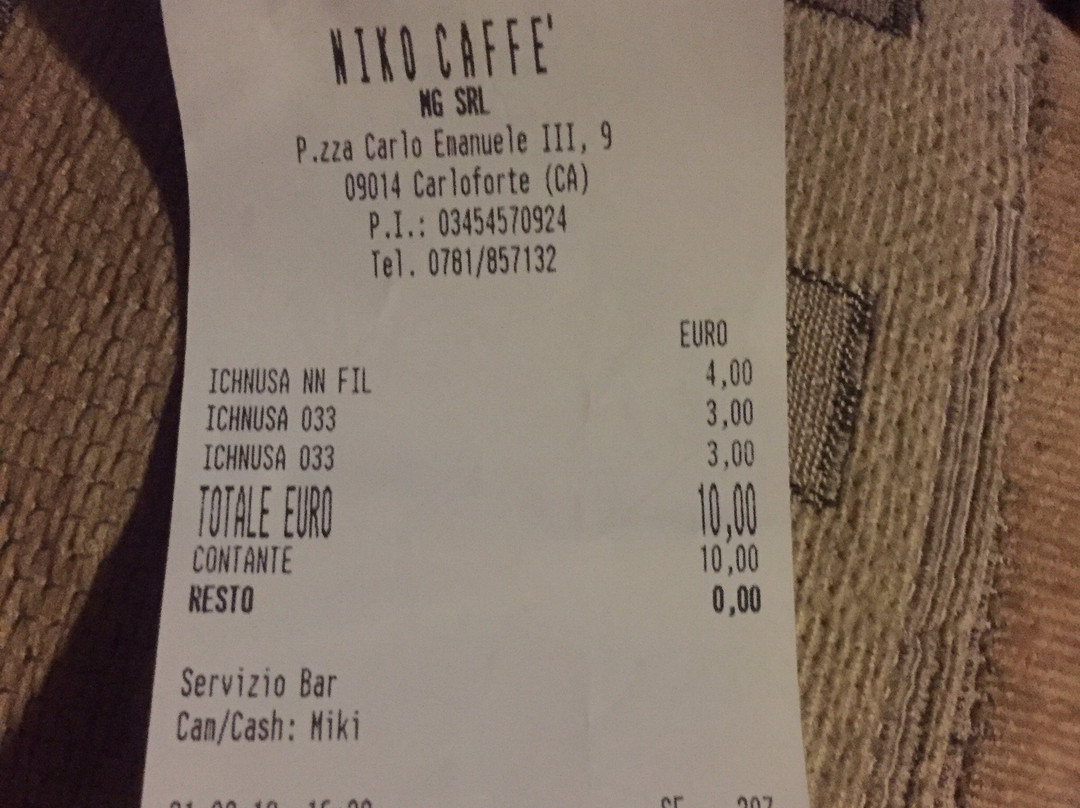 NIKO CAFFE'
MG SRL
P.zza Carlo Emanuele III, 9
09014 Carloforte (CA)
P.I.: 03454570924
Tel. 0781/857132
EURO
ICHNUSA NN FIL 4,00
ICHNUSA 033 3,00
ICHNUSA 033 3,00
TOTALE EURO 10,00
CONTANTE 10,00
RESTO 0,00
Servizio Bar
Cam/Cash: Miki